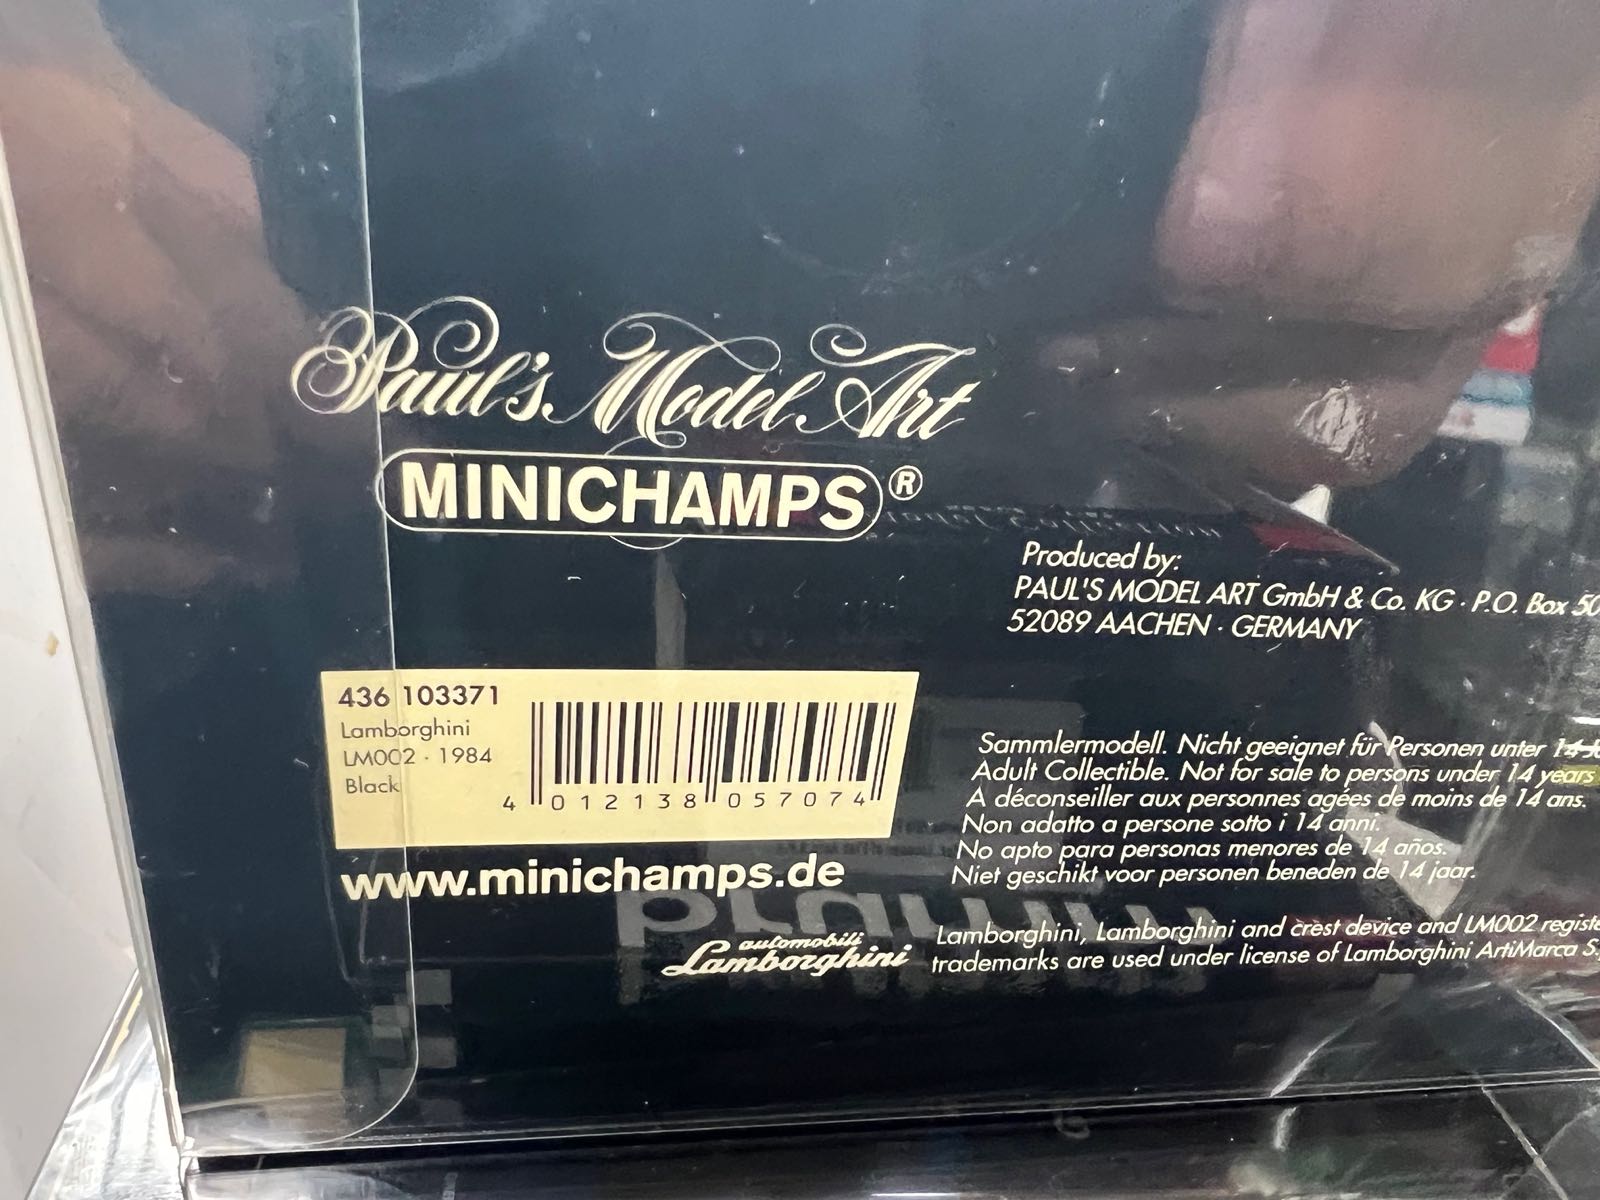 Paul's Model Art
MINICHAMPS®
Produced by:
PAUL'S MODEL ART GmbH & Co. KG · P.O. Box 50
52089 AACHEN · GERMANY
436 103371
Lamborghini
LM002 · 1984
Black
4 012138 057074
www.minichamps.de
Sammlermodell. Nicht geeignet für Personen unter 14
Adult Collectible. Not for sale to persons under 14 years
A déconseiller aux personnes agées de moins de 14 ans.
Non adatto a persone sotto i 14 anni.
No apto para personas menores de 14 años.
Niet geschikt voor personen beneden de 14 jaar.
automobili
Lamborghini
Lamborghini, Lamborghini and crest device and LM002 registe
trademarks are used under license of Lamborghini ArtiMarca S.